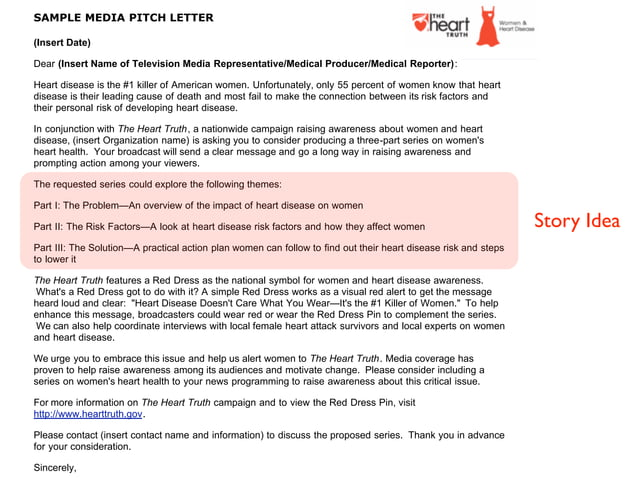 SAMPLE MEDIA PITCH LETTER
THE heart TRUTH
Women & Heart Disease
(Insert Date)
Dear (Insert Name of Television Media Representative/Medical Producer/Medical Reporter):
Heart disease is the #1 killer of American women. Unfortunately, only 55 percent of women know that heart
disease is their leading cause of death and most fail to make the connection between its risk factors and
their personal risk of developing heart disease.
In conjunction with The Heart Truth, a nationwide campaign raising awareness about women and heart
disease, (insert Organization name) is asking you to consider producing a three-part series on women's
heart health. Your broadcast will send a clear message and go a long way in raising awareness and
prompting action among your viewers.
The requested series could explore the following themes:
Part I: The Problem—An overview of the impact of heart disease on women
Part II: The Risk Factors—A look at heart disease risk factors and how they affect women
Part III: The Solution—A practical action plan women can follow to find out their heart disease risk and steps
to lower it
Story Idea
The Heart Truth features a Red Dress as the national symbol for women and heart disease awareness.
What's a Red Dress got to do with it? A simple Red Dress works as a visual red alert to get the message
heard loud and clear: "Heart Disease Doesn't Care What You Wear—It's the #1 Killer of Women." To help
enhance this message, broadcasters could wear red or wear the Red Dress Pin to complement the series.
We can also help coordinate interviews with local female heart attack survivors and local experts on women
and heart disease.
We urge you to embrace this issue and help us alert women to The Heart Truth. Media coverage has
proven to help raise awareness among its audiences and motivate change. Please consider including a
series on women's heart health to your news programming to raise awareness about this critical issue.
For more information on The Heart Truth campaign and to view the Red Dress Pin, visit
http://www.hearttruth.gov.
Please contact (insert contact name and information) to discuss the proposed series. Thank you in advance
for your consideration.
Sincerely,